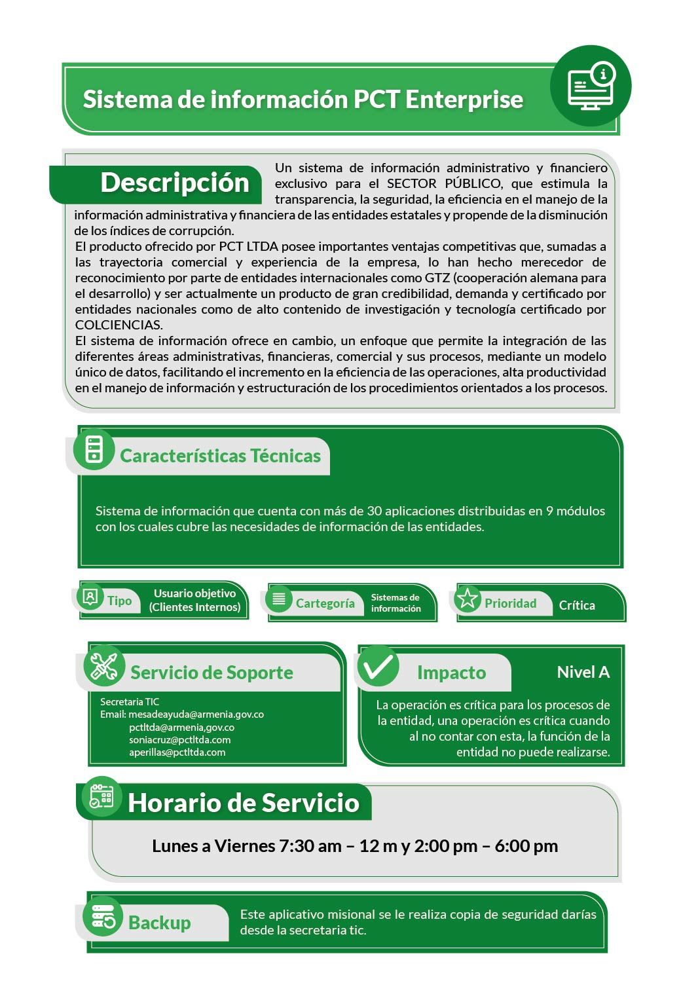 Sistema de información PCT Enterprise
Descripción
Un sistema de información administrativo y financiero
exclusivo para el SECTOR PÚBLICO, que estimula la
transparencia, la seguridad, la eficiencia en el manejo de la
información administrativa y financiera de las entidades estatales y propende de la disminución
de los índices de corrupción.
El producto ofrecido por PCT LTDA posee importantes ventajas competitivas que, sumadas a
las trayectoria comercial y experiencia de la empresa, lo han hecho merecedor de
reconocimiento por parte de entidades internacionales como GTZ (cooperación alemana para
el desarrollo) y ser actualmente un producto de gran credibilidad, demanda y certificado por
entidades nacionales como de alto contenido de investigación y tecnología certificado por
COLCIENCIAS.
El sistema de información ofrece en cambio, un enfoque que permite la integración de las
diferentes áreas administrativas, financieras, comercial y sus procesos, mediante un modelo
único de datos, facilitando el incremento en la eficiencia de las operaciones, alta productividad
en el manejo de información y estructuración de los procedimientos orientados a los procesos.
Características Técnicas
Sistema de información que cuenta con más de 30 aplicaciones distribuidas en 9 módulos
con los cuales cubre las necesidades de información de las entidades.
Tipo
Usuario objetivo
(Clientes Internos)
Cartegoría
Sistemas de
información
Prioridad
Crítica
Servicio de Soporte
Secretaria TIC
Email: mesadeayuda@armenia.gov.co
pctltda@armenia,gov.co
soniacruz@pctltda.com
aperillas@pctltda.com
Impacto
Nivel A
La operación es crítica para los procesos de
la entidad, una operación es crítica cuando
al no contar con esta, la función de la
entidad no puede realizarse.
Horario de Servicio
Lunes a Viernes 7:30 am – 12 m y 2:00 pm – 6:00 pm
Backup
Este aplicativo misional se le realiza copia de seguridad darías
desde la secretaria tic.